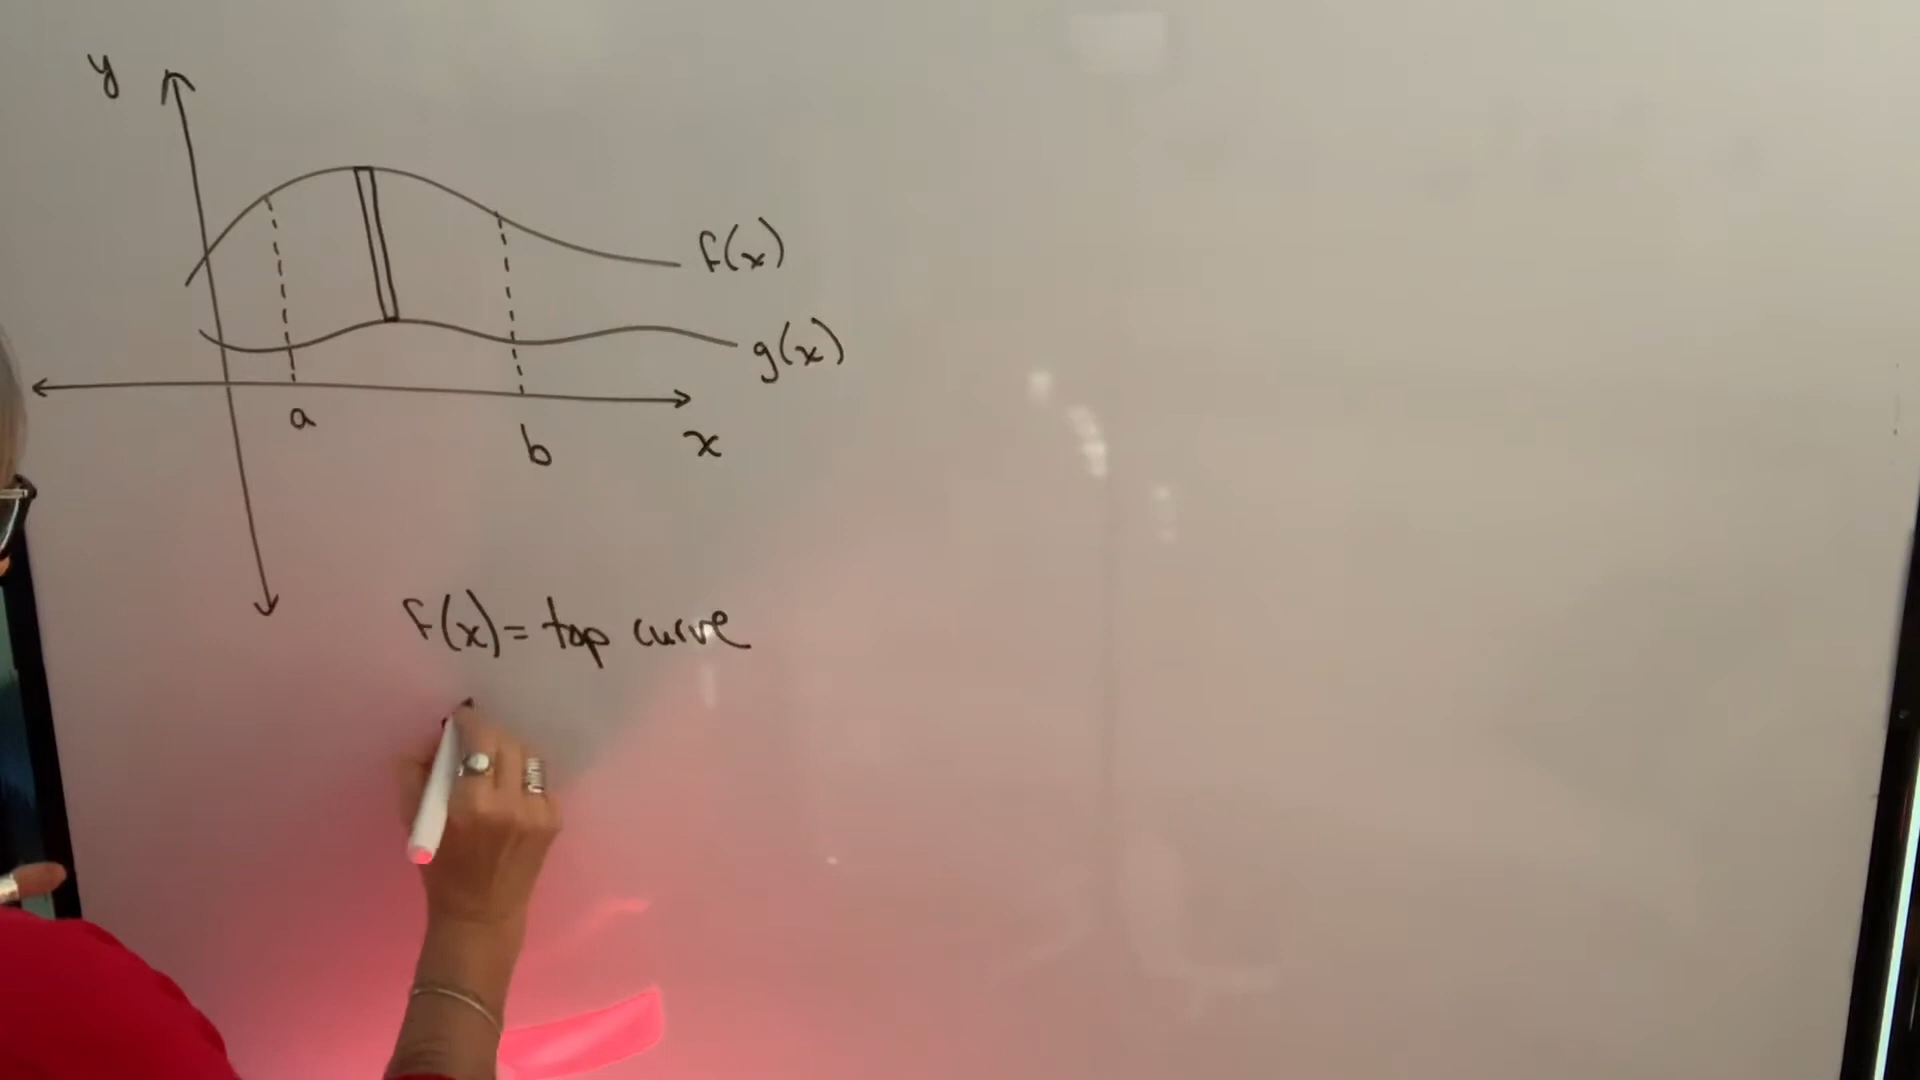 y
f(x)
g(x)
a
b
x
f(x) = top curve